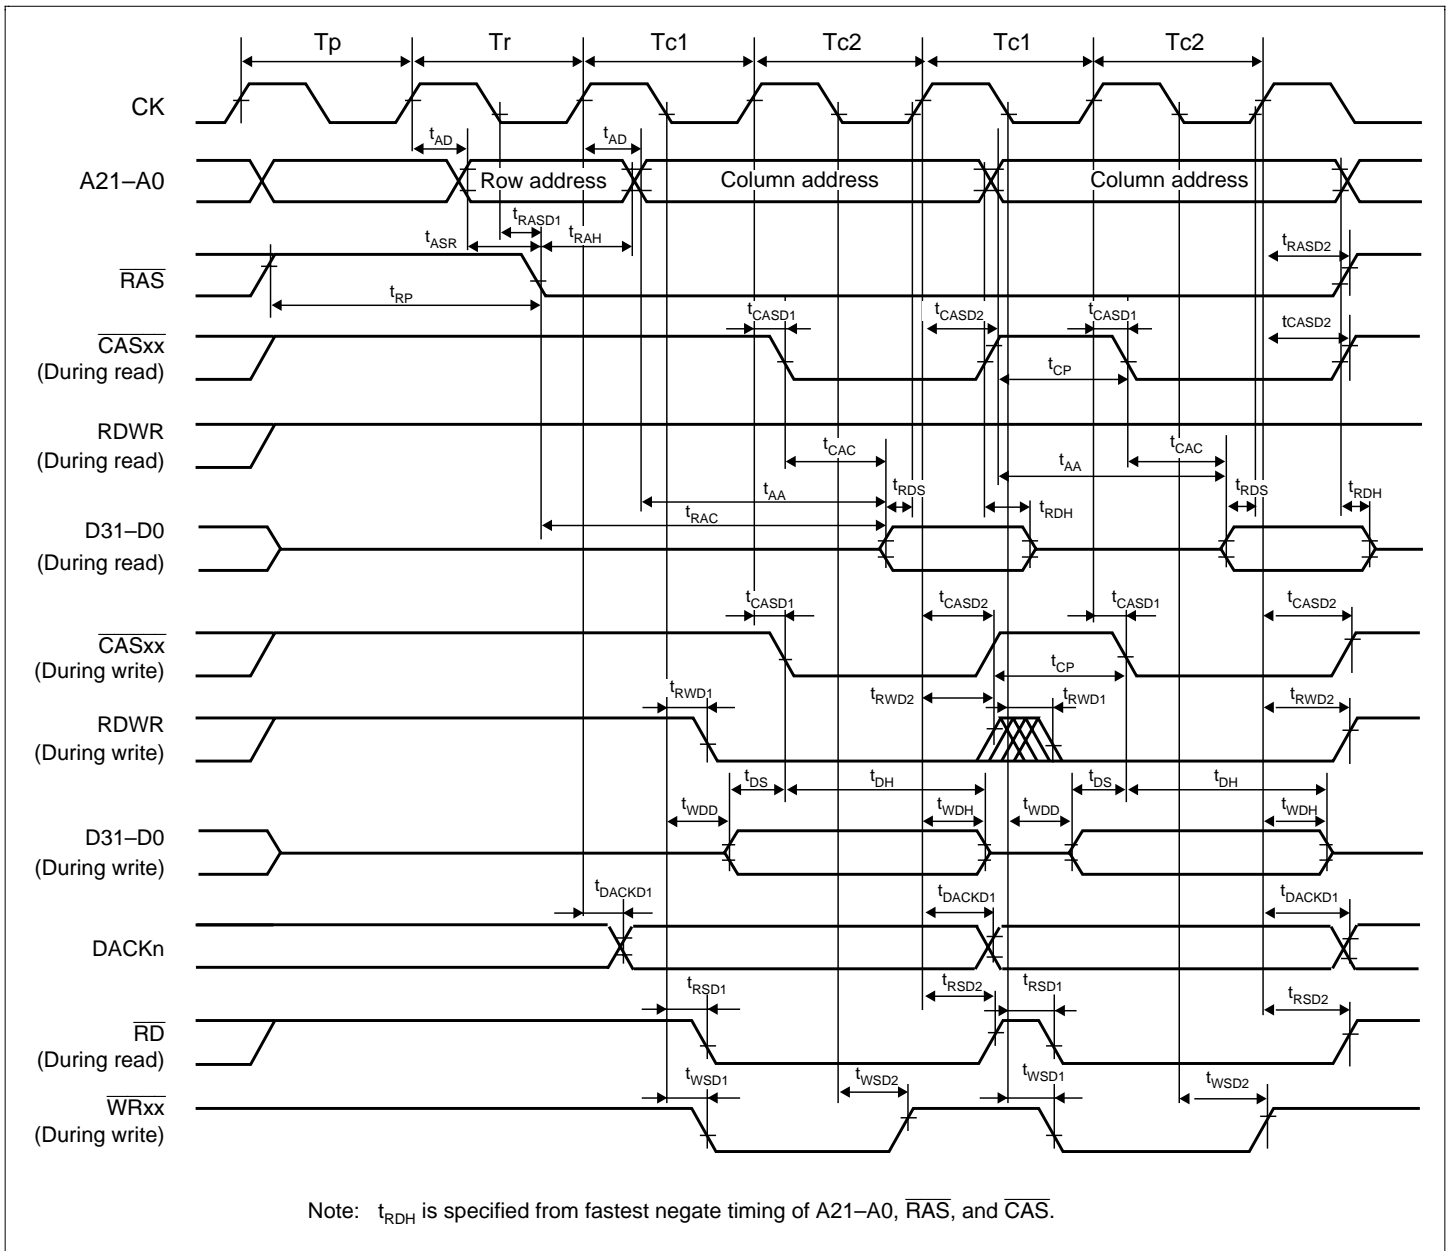 Tp Tr Tc1 Tc2 Tc1 Tc2
CK
tAD tAD
A21–A0 Row address Column address Column address
tRASD1
tASR tRAH tRASD2
RAS
tRP
tCASD1 tCASD2 tCASD1 tCASD2
CASxx
(During read)
tCP
RDWR
(During read)
tCAC tAA tCAC
tAA tRDS tRDS tRDH
tRAC tRDH
D31–D0
(During read)
tCASD1 tCASD2 tCASD1 tCASD2
CASxx
(During write)
tCP
tRWD1 tRWD2 tRWD1 tRWD2
RDWR
(During write)
tDS tDH tDS tDH
tWDD tWDH tWDD tWDH
D31–D0
(During write)
tDACKD1 tDACKD1 tDACKD1
DACKn
tRSD1 tRSD2 tRSD1 tRSD2
RD
(During read)
tWSD1 tWSD2 tWSD1 tWSD2
WRxx
(During write)
Note: tRDH is specified from fastest negate timing of A21–A0, RAS, and CAS.